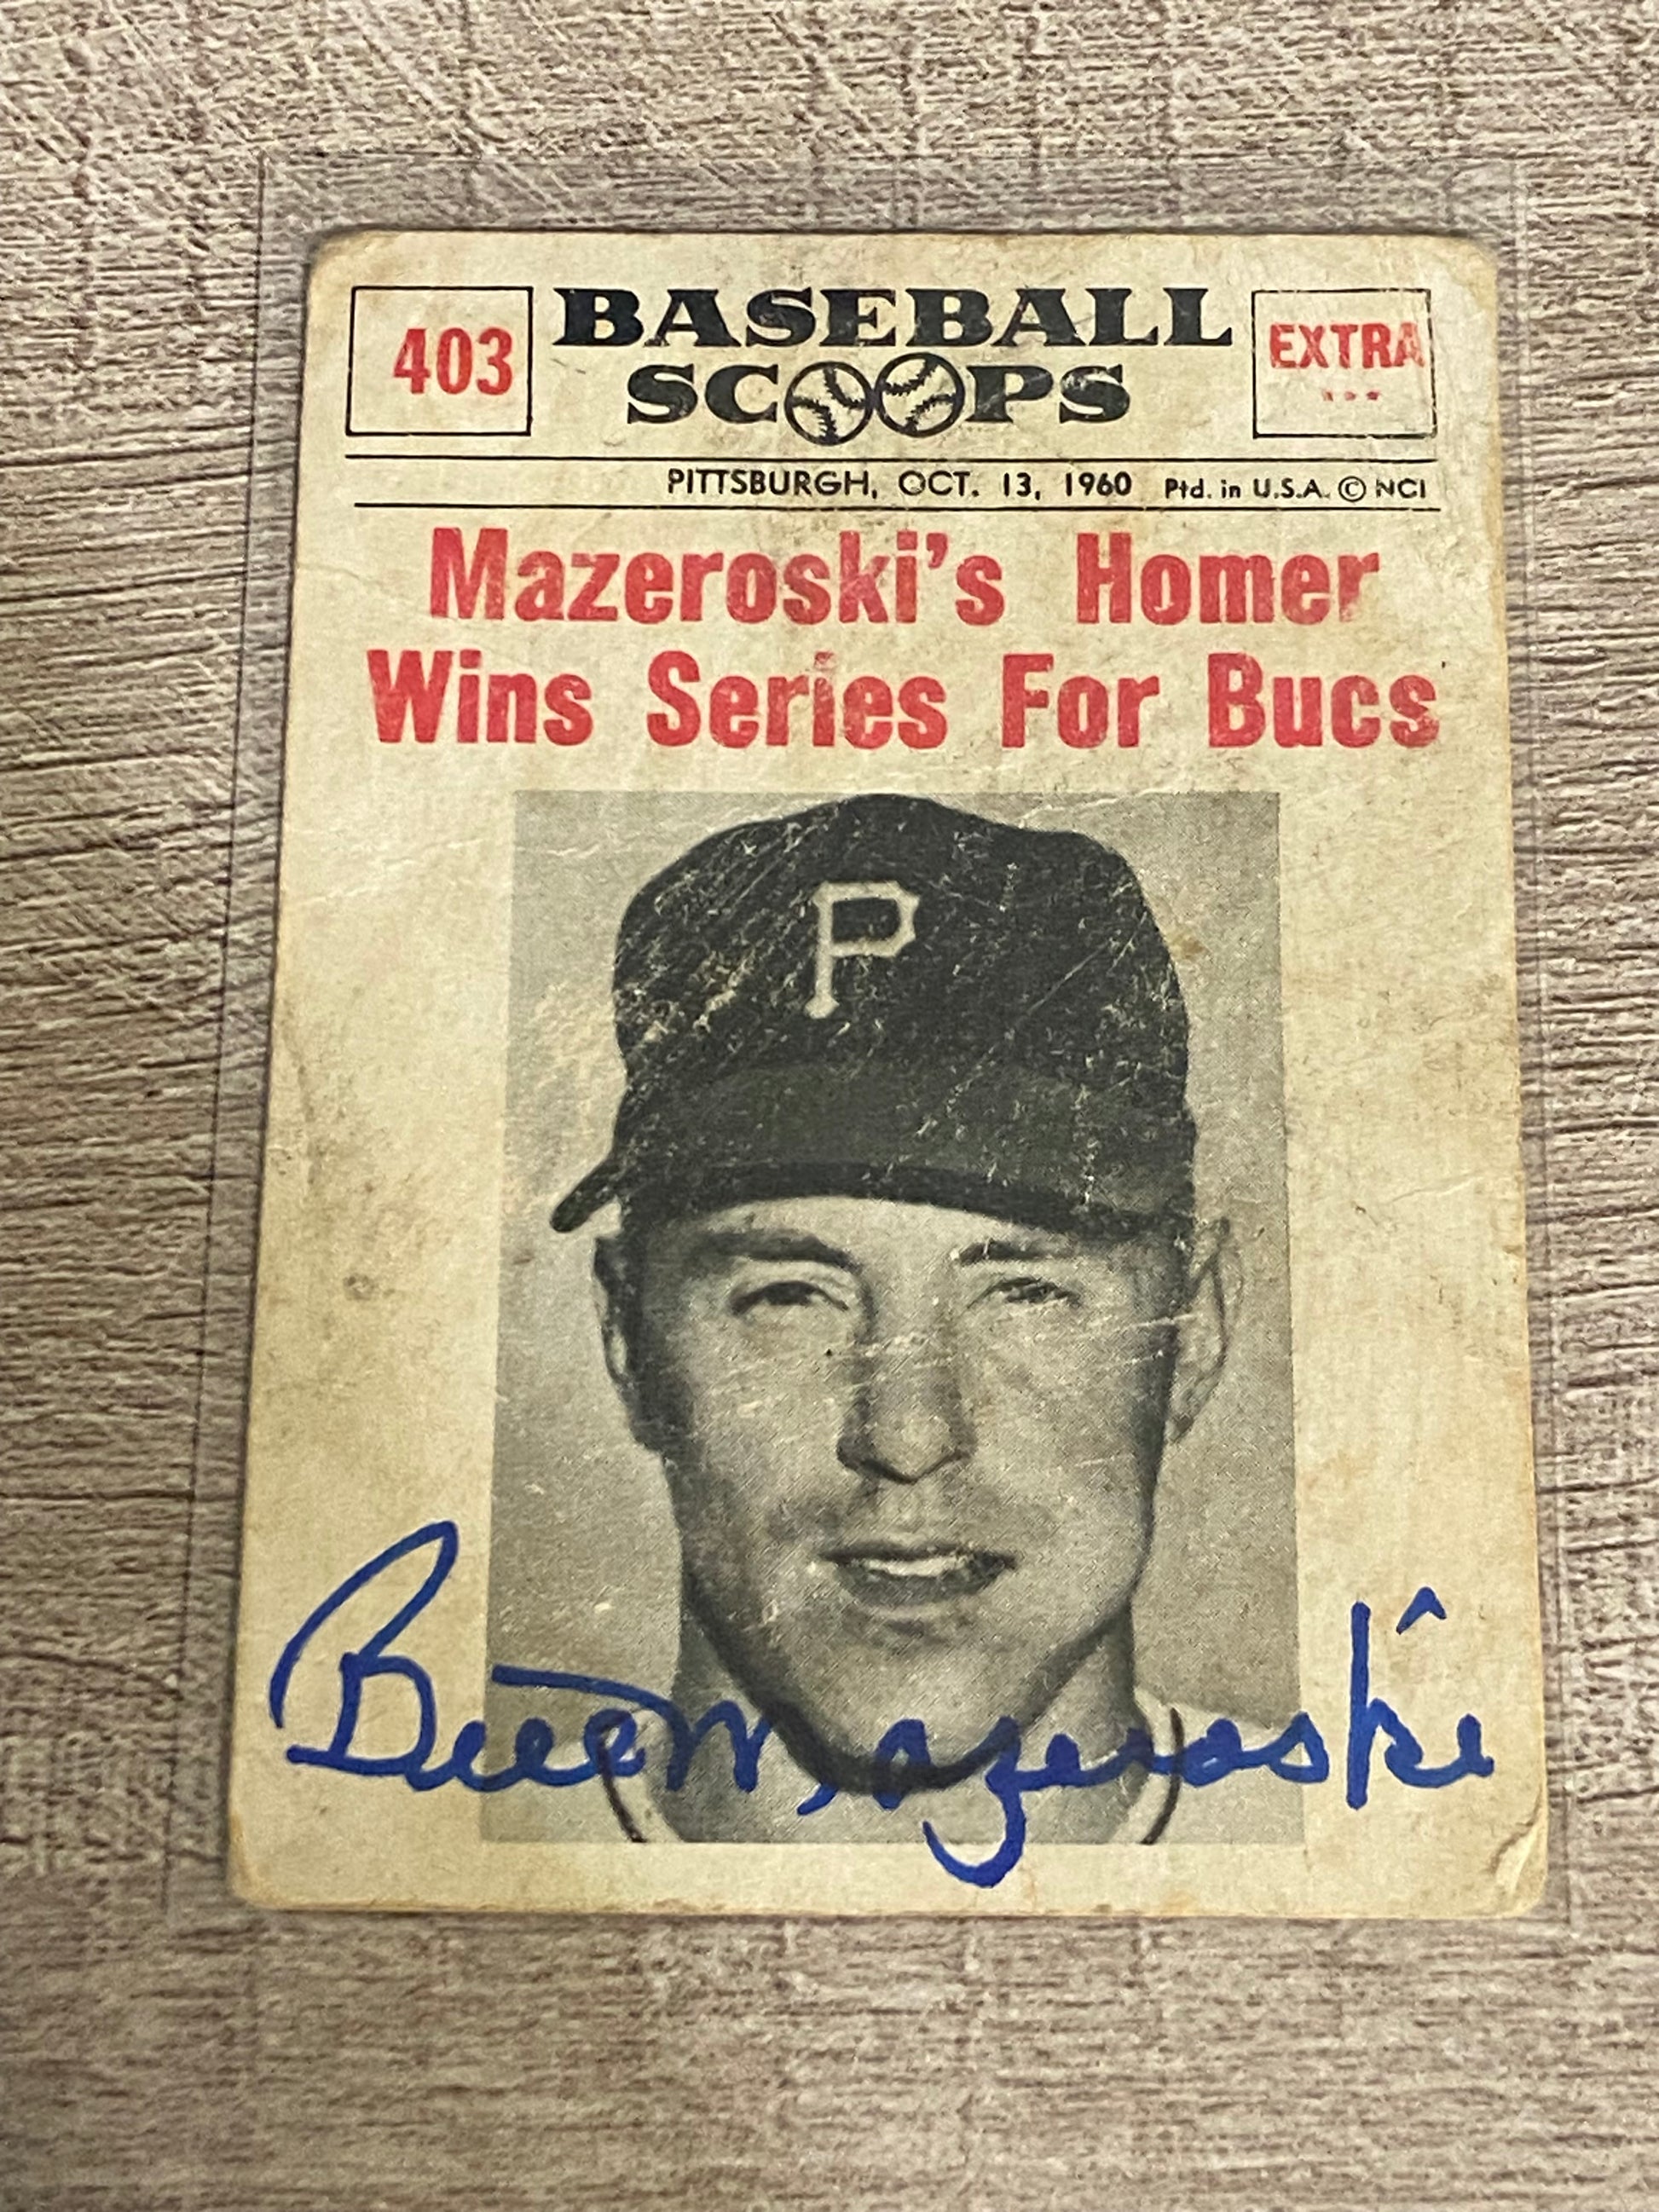 403
BASEBALL
SCOOPS
EXTRA
PITTSBURGH, OCT. 13, 1960 Ptd. in U.S.A. © NCI
Mazeroski's Homer
Wins Series For Bucs
P
Bill Mazeroski